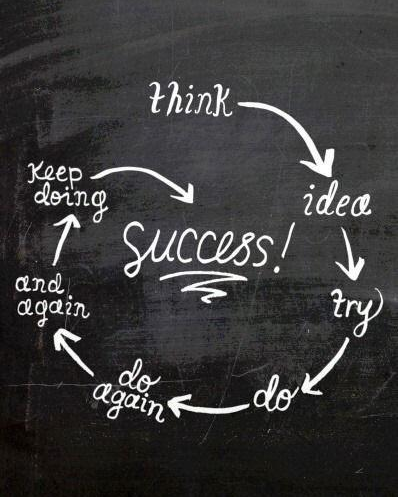 think
idea
try
do
do
again
and
again
Keep
doing
success!